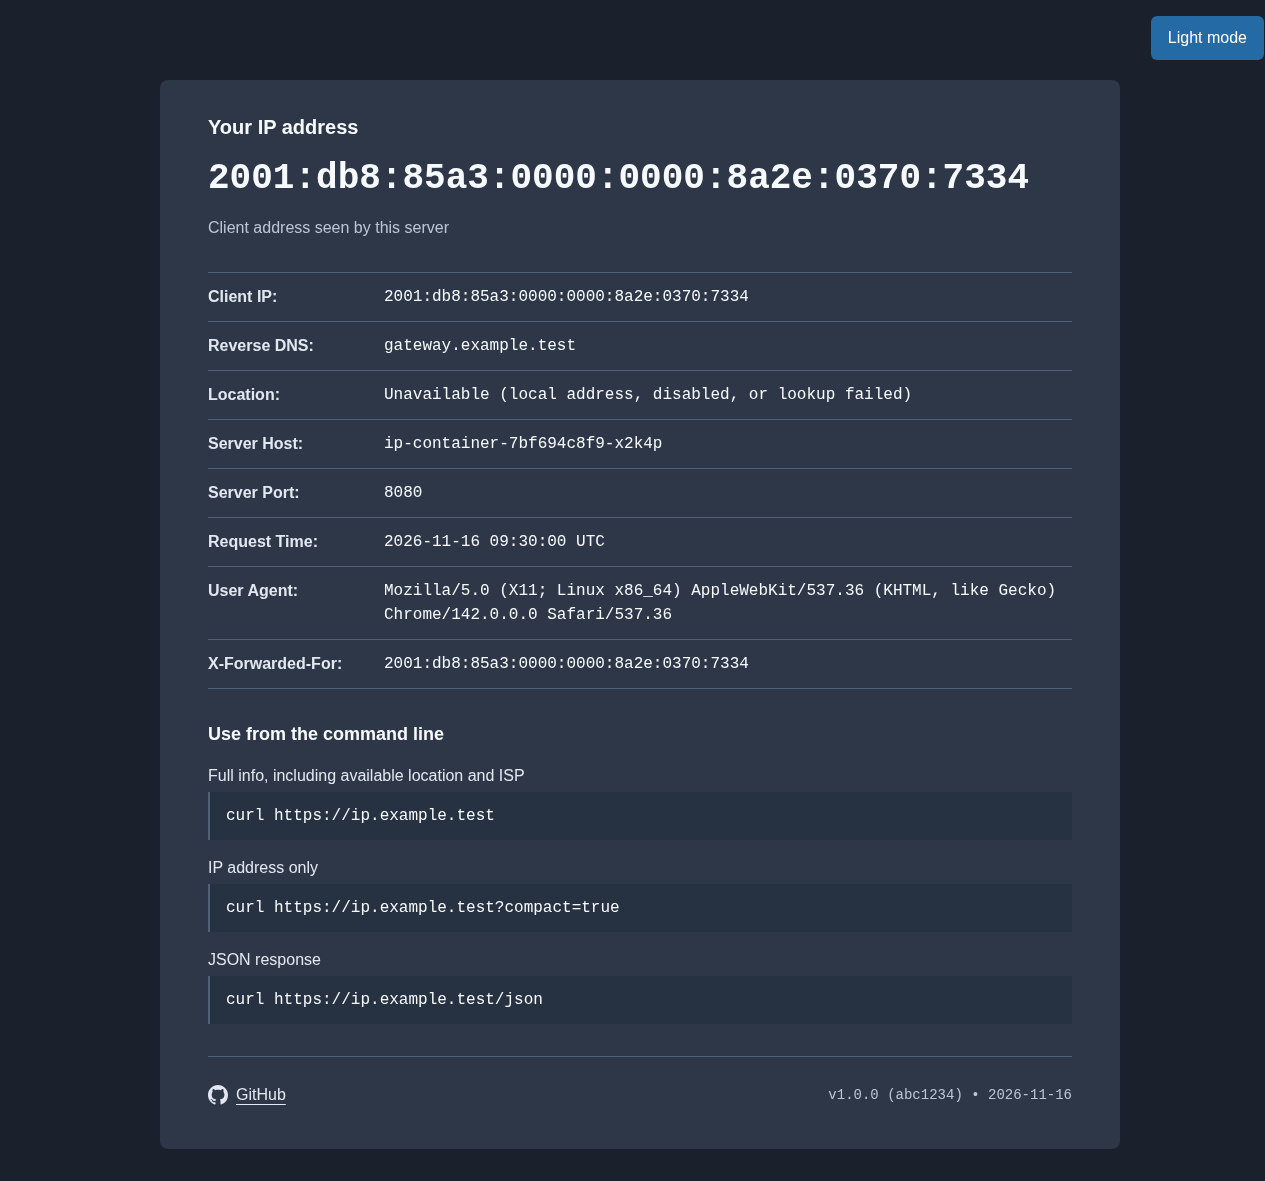 Light mode
Your IP address
2001:db8:85a3:0000:0000:8a2e:0370:7334
Client address seen by this server
Client IP: 2001:db8:85a3:0000:0000:8a2e:0370:7334
Reverse DNS: gateway.example.test
Location: Unavailable (local address, disabled, or lookup failed)
Server Host: ip-container-7bf694c8f9-x2k4p
Server Port: 8080
Request Time: 2026-11-16 09:30:00 UTC
User Agent: Mozilla/5.0 (X11; Linux x86_64) AppleWebKit/537.36 (KHTML, like Gecko)
Chrome/142.0.0.0 Safari/537.36
X-Forwarded-For: 2001:db8:85a3:0000:0000:8a2e:0370:7334
Use from the command line
Full info, including available location and ISP
curl https://ip.example.test
IP address only
curl https://ip.example.test?compact=true
JSON response
curl https://ip.example.test/json
GitHub v1.0.0 (abc1234) • 2026-11-16